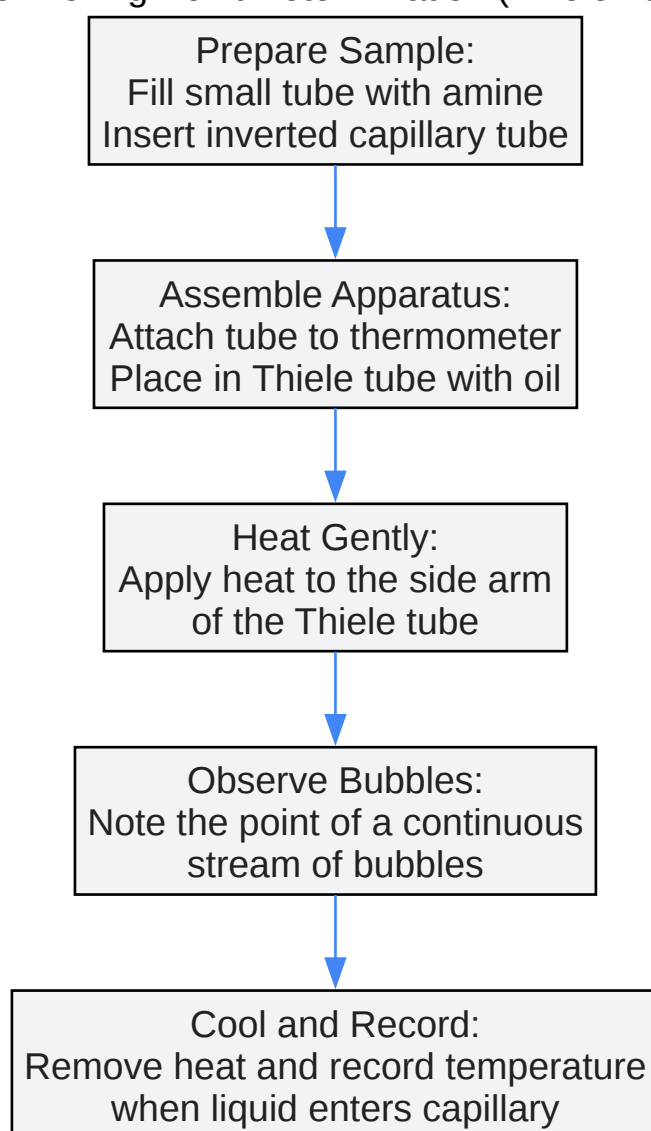 Prepare Sample:
Fill small tube with amine
Insert inverted capillary tube
Assemble Apparatus:
Attach tube to thermometer
Place in Thiele tube with oil
Heat Gently:
Apply heat to the side arm
of the Thiele tube
Observe Bubbles:
Note the point of a continuous
stream of bubbles
Cool and Record:
Remove heat and record temperature
when liquid enters capillary